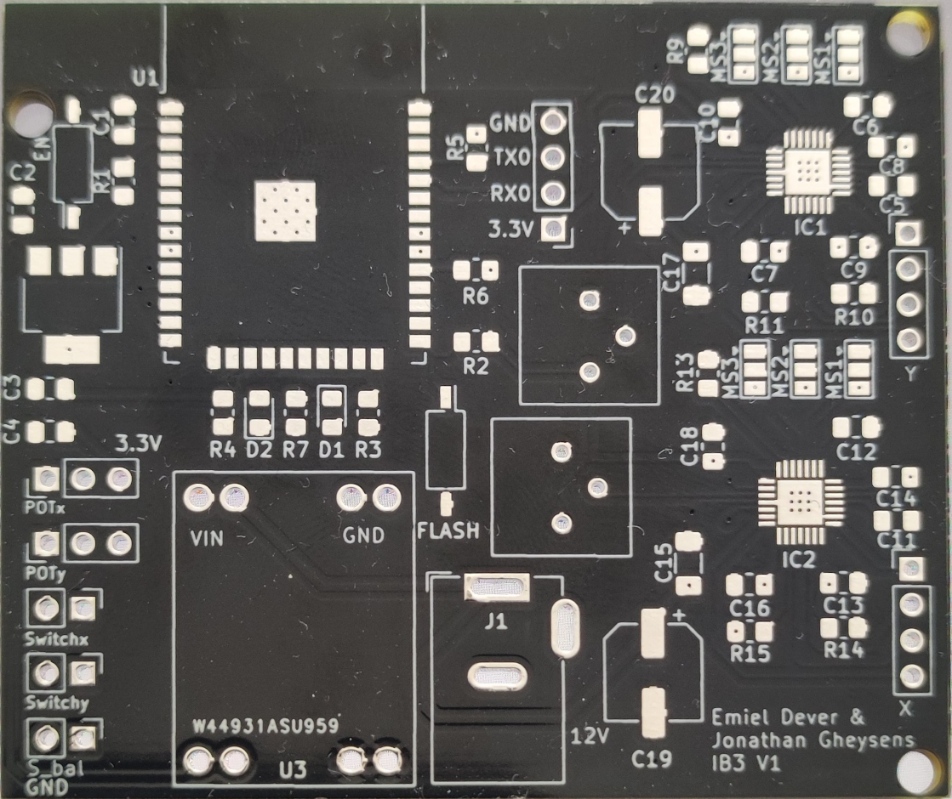 U1
R9
MS3
MS2
MS1
C20
C10
C6
EN
C1
C2
R1
R5
GND
TX0
RX0
3.3V
+
C8
C5
IC1
C17
C7
C9
R6
R11
R10
R2
Y
R13
MS3
MS2
MS1
C3
C4
3.3V
R4
D2
R7
D1
R3
C18
C12
POTx
VIN
GND
FLASH
C14
C11
IC2
POTy
C15
J1
C16
C13
Switchx
+
R15
R14
Switchy
X
W44931ASU959
12V
Emiel Dever &
Jonathan Gheysens
IB3 V1
C19
U3
S_bal
GND